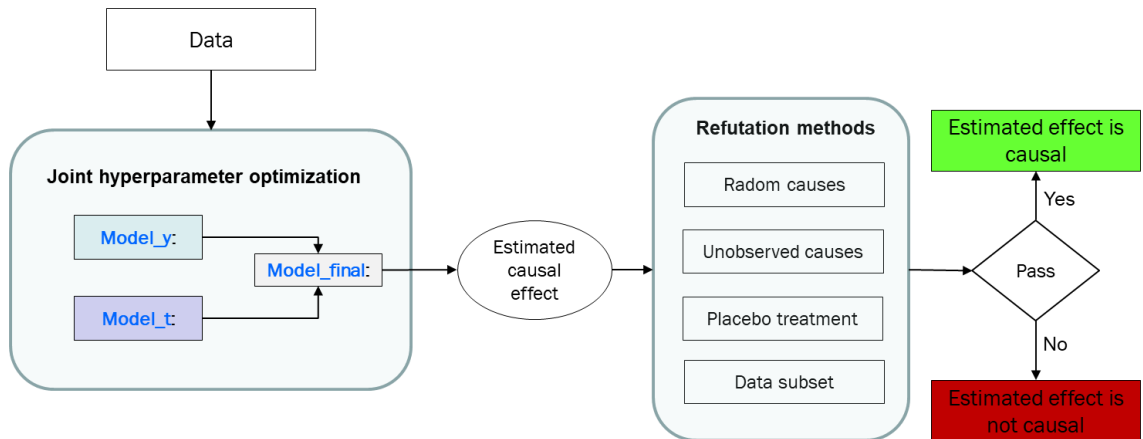 Data
Joint hyperparameter optimization
Model_y:
Model_final:
Model_t:
Estimated
causal
effect
Refutation methods
Radom causes
Unobserved causes
Placebo treatment
Data subset
Estimated effect is
causal
Yes
Pass
No
Estimated effect is
not causal